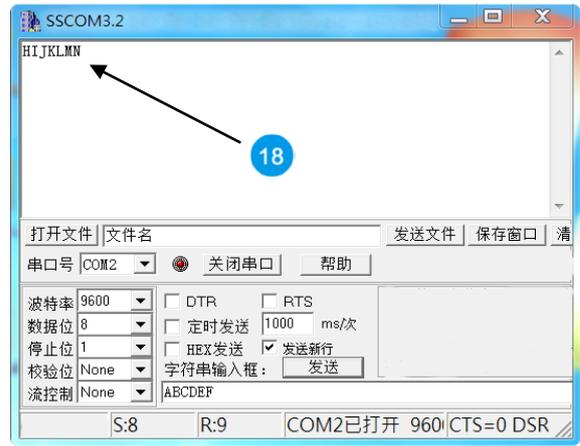 SSCOM3.2
HIJKLMN
18
打开文件 文件名 发送文件 保存窗口 清
串口号 COM2 关闭串口 帮助
波特率 9600 DTR RTS
数据位 8 定时发送 1000 ms/次
停止位 1 HEX发送 发送新行
校验位 None 字符串输入框： 发送
流控制 None ABCDEF
S:8 R:9 COM2已打开 960 CTS=0 DSR